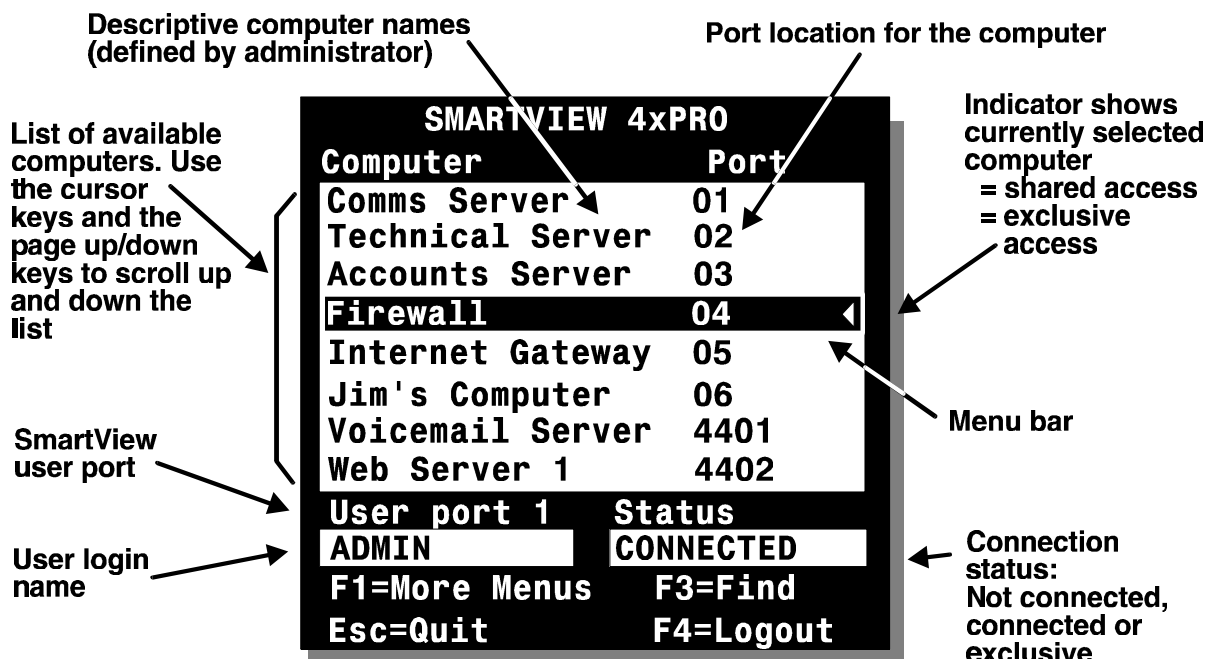 Descriptive computer names
(defined by administrator)
Port location for the computer
List of available
computers. Use
the cursor
keys and the
page up/down
keys to scroll up
and down the
list
SmartView
user port
User login
name
SMARTVIEW 4xPRO
Computer Port
Comms Server 01
Technical Server 02
Accounts Server 03
Firewall 04
Internet Gateway 05
Jim's Computer 06
Voicemail Server 4401
Web Server 1 4402
User port 1 Status
ADMIN CONNECTED
F1=More Menus F3=Find
Esc=Quit F4=Logout
Indicator shows
currently selected
computer
= shared access
= exclusive
access
Menu bar
Connection
status:
Not connected,
connected or
exclusive